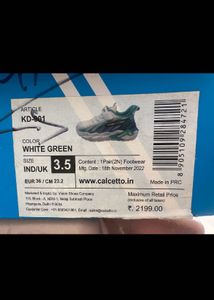 ARTICLE
KD-901
COLOR
WHITE GREEN
SIZE
IND/UK
3.5
EUR 36 / CM 23.2
Content : 1Pair(2N) Footwear
Mfg. Date : 18th November 2022
www.calcetto.in
Made in PRC
Maximum Retail Price
(Inclusive of all taxes)
₹ 2199.00